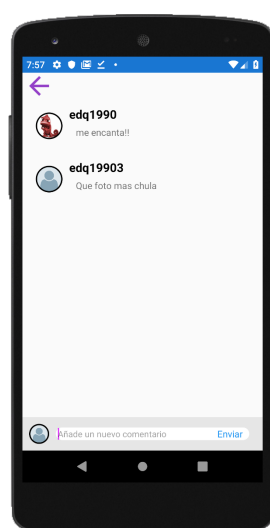 7:57
edq1990
me encanta!!
edq19903
Que foto mas chula
Añade un nuevo comentario Enviar